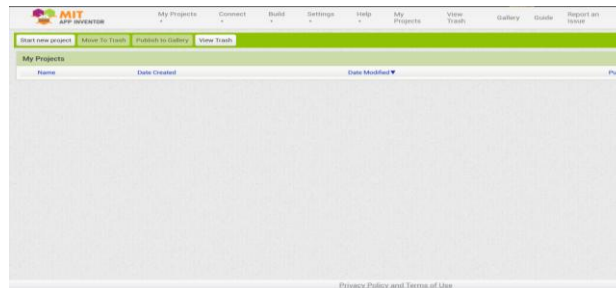 MIT
APP INVENTOR
My Projects Connect Build Settings Help My Projects View Trash Gallery Guide Report an Issue
Start new project Move To Trash Publish to Gallery View Trash
My Projects
Name Date Created Date Modified▼ Pu
Privacy Policy and Terms of Use